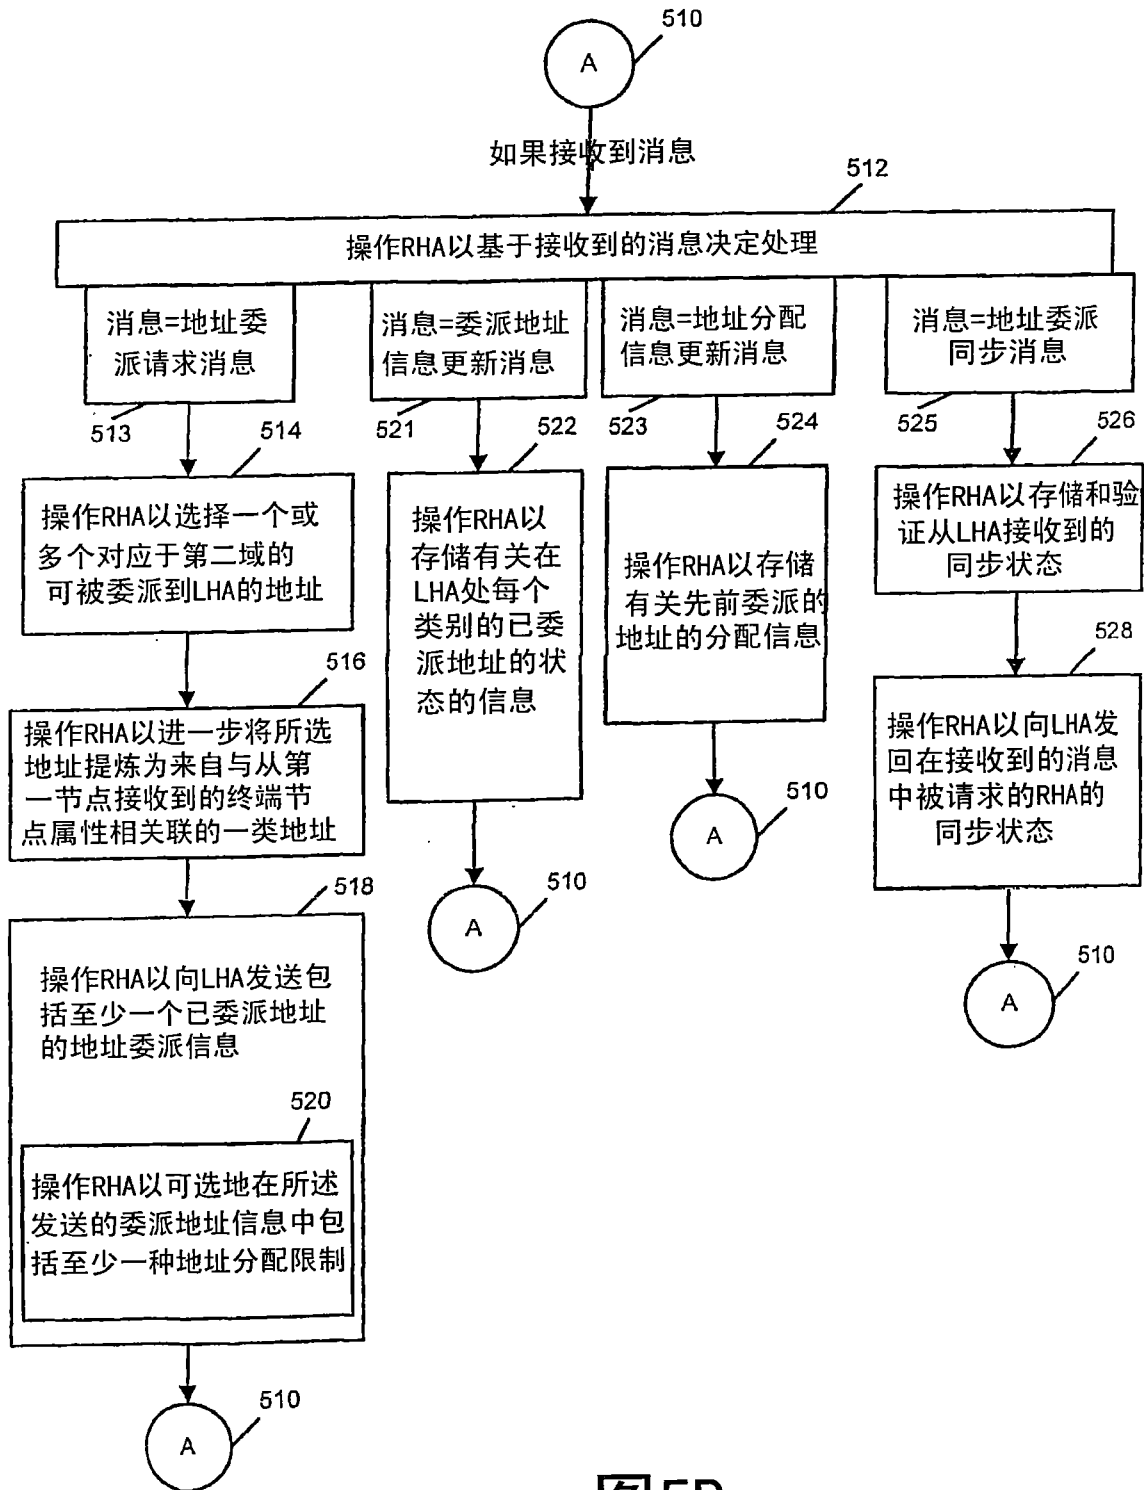 A
510
如果接收到消息
512
操作RHA以基于接收到的消息决定处理
消息=地址委
派请求消息
513
消息=委派地址
信息更新消息
521
消息=地址分配
信息更新消息
523
消息=地址委派
同步消息
525
514
操作RHA以选择一个或
多个对应于第二域的
可被委派到LHA的地址
516
操作RHA以进一步将所选
地址提炼为来自与从第
一节点接收到的终端节
点属性相关联的一类地址
518
操作RHA以向LHA发送包
括至少一个已委派地址
的地址委派信息
520
操作RHA以可选地在所述
发送的委派地址信息中包
括至少一种地址分配限制
A
510
522
操作RHA以
存储有关在
LHA处每个
类别的已委
派地址的状
态的信息
A
510
524
操作RHA以存储
有关先前委派的
地址的分配信息
A
510
526
操作RHA以存储和验
证从LHA接收到的
同步状态
528
操作RHA以向LHA发
回在接收到的消息
中被请求的RHA的
同步状态
A
510
图